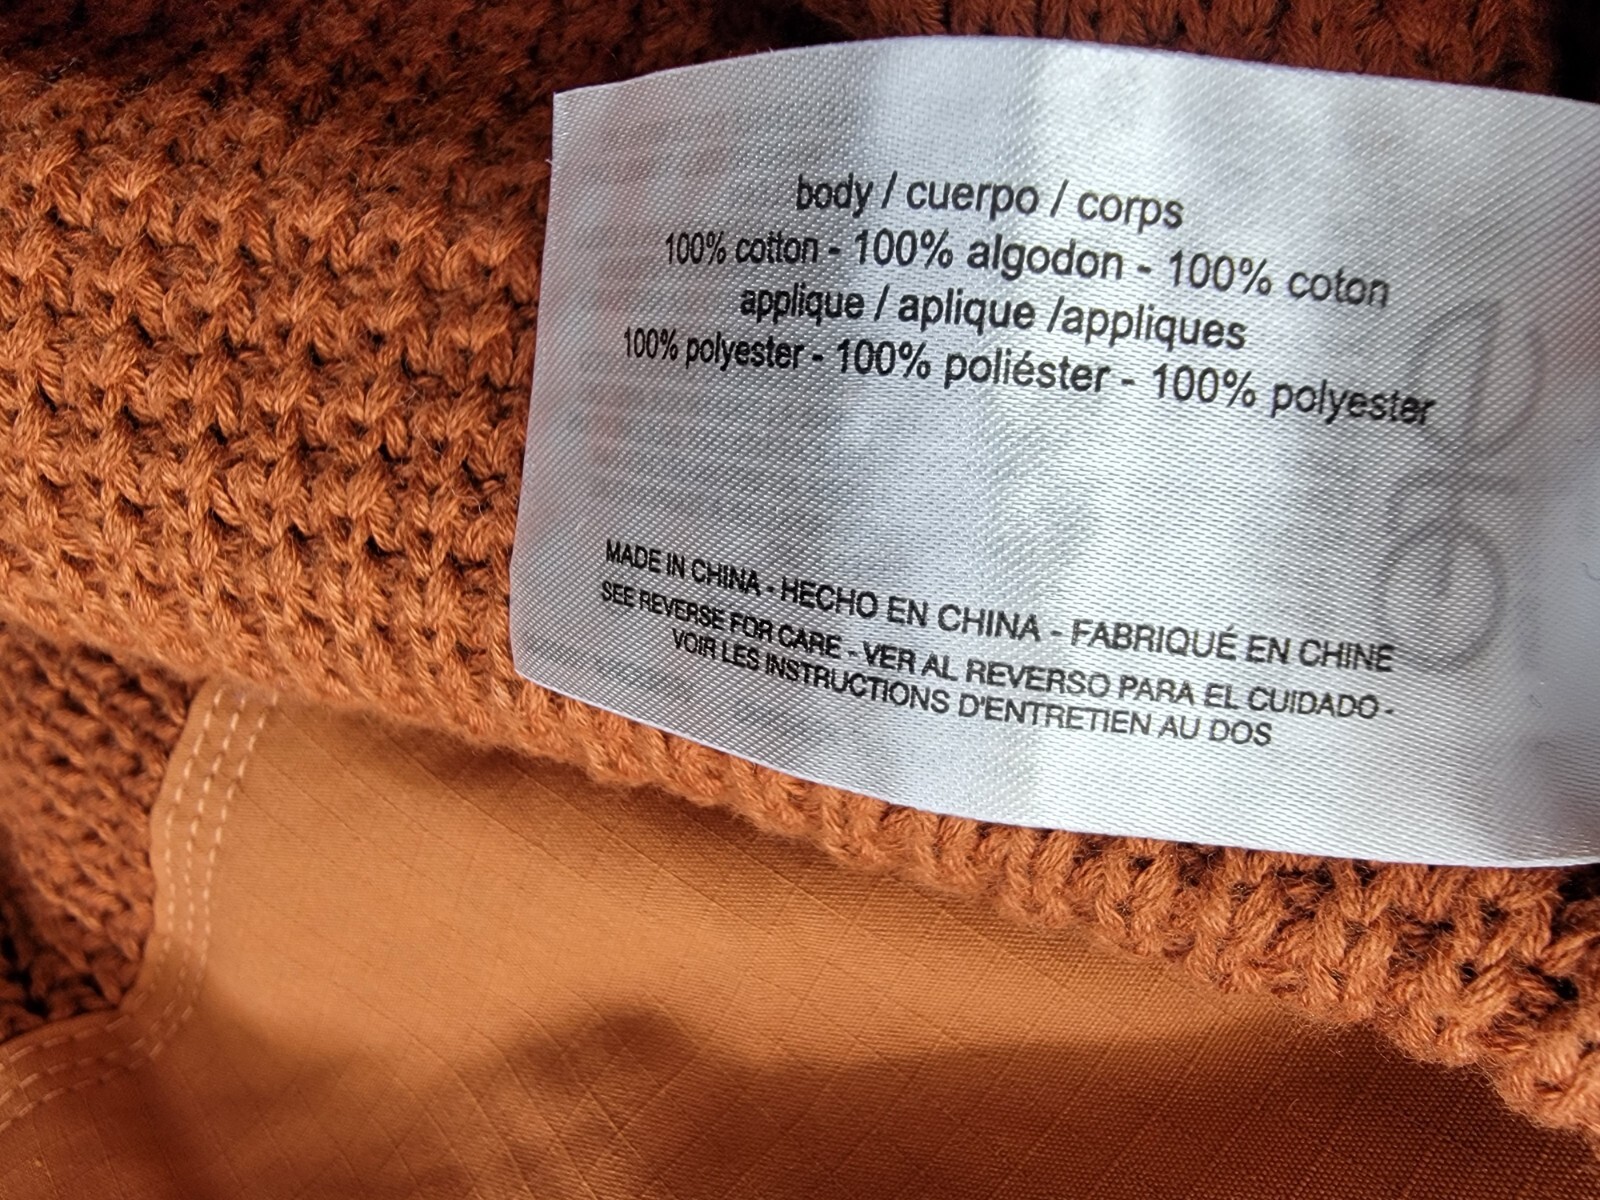 body / cuerpo / corps
100% cotton - 100% algodon - 100% coton
applique / aplique /appliques
100% polyester - 100% poliéster - 100% polyester
MADE IN CHINA - HECHO EN CHINA - FABRIQUÉ EN CHINE
SEE REVERSE FOR CARE - VER AL REVERSO PARA EL CUIDADO -
VOIR LES INSTRUCTIONS D'ENTRETIEN AU DOS